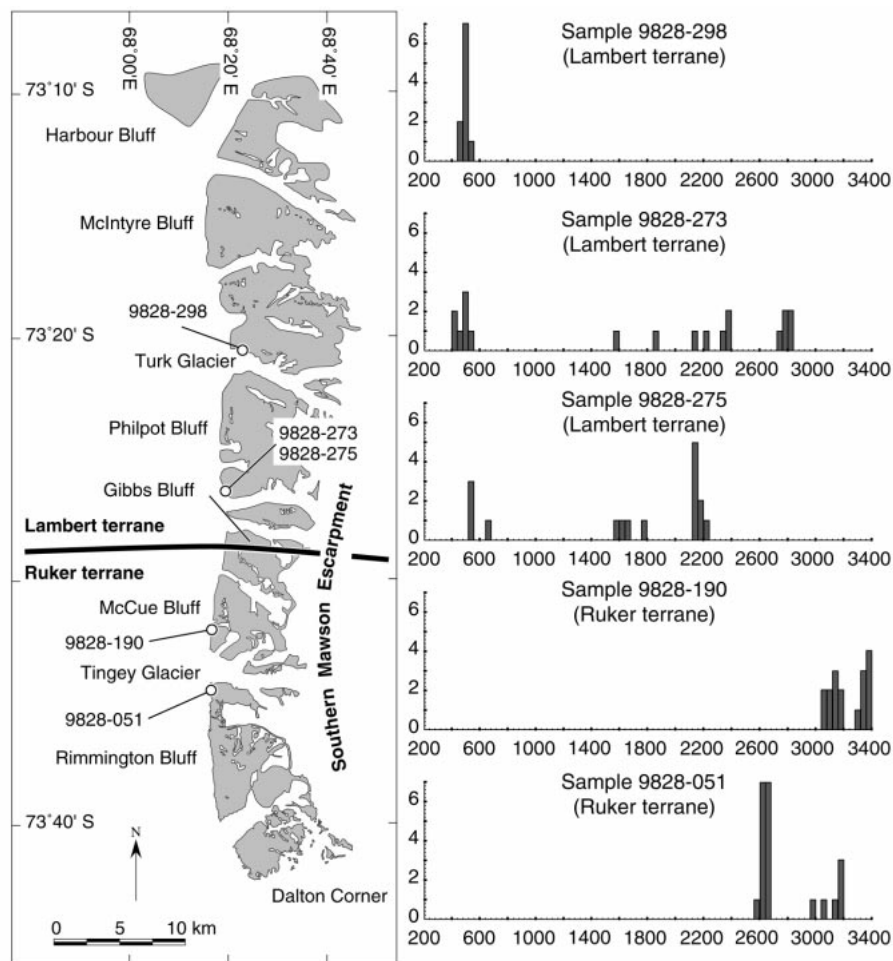 68°00' E
68°20' E
68°40' E
73°10' S
Harbour Bluff
McIntyre Bluff
9828-298
73°20' S
Turk Glacier
Philpot Bluff
9828-273
9828-275
Gibbs Bluff
Lambert terrane
Ruker terrane
McCue Bluff
9828-190
Tingey Glacier
9828-051
Rimmington Bluff
Southern Mawson Escarpment
73°40' S
N
Dalton Corner
0 5 10 km
Sample 9828-298
(Lambert terrane)
6
4
2
0
200 600 1000 1400 1800 2200 2600 3000 3400
Sample 9828-273
(Lambert terrane)
6
4
2
0
200 600 1000 1400 1800 2200 2600 3000 3400
Sample 9828-275
(Lambert terrane)
6
4
2
0
200 600 1000 1400 1800 2200 2600 3000 3400
Sample 9828-190
(Ruker terrane)
6
4
2
0
200 600 1000 1400 1800 2200 2600 3000 3400
Sample 9828-051
(Ruker terrane)
6
4
2
0
200 600 1000 1400 1800 2200 2600 3000 3400